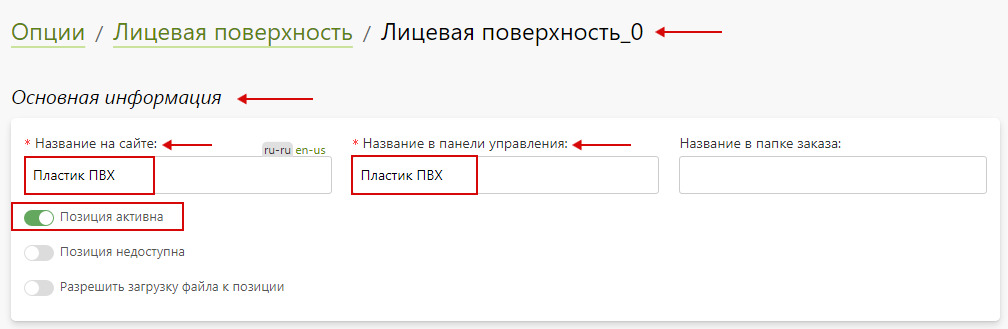 Опции / Лицевая поверхность / Лицевая поверхность_0
Основная информация
* Название на сайте: ru-ru en-us * Название в панели управления: Название в папке заказа:
Пластик ПВХ Пластик ПВХ
Позиция активна
Позиция недоступна
Разрешить загрузку файла к позиции